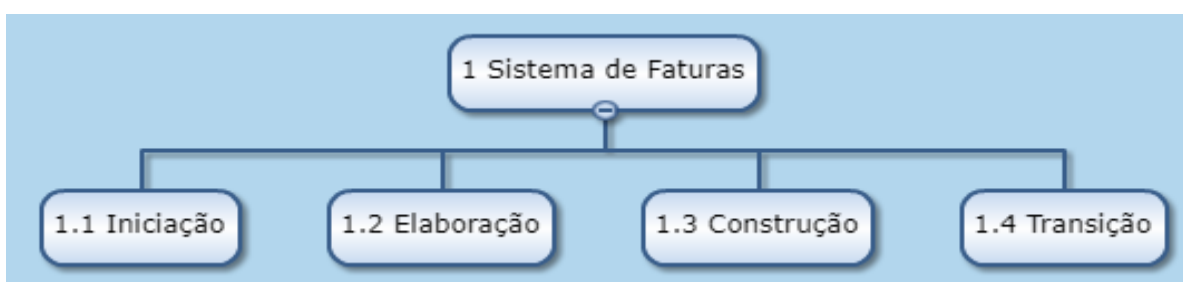 1 Sistema de Faturas
1.1 Iniciação
1.2 Elaboração
1.3 Construção
1.4 Transição